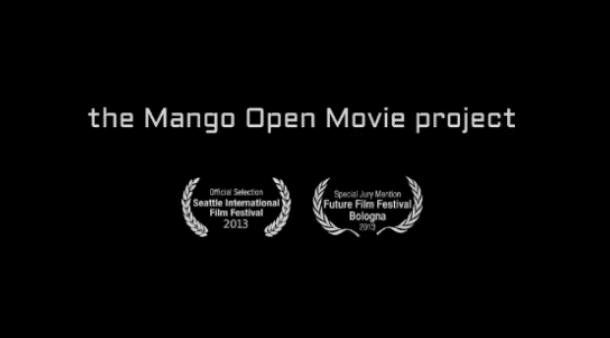 the Mango Open Movie project
Official Selection
Seattle International
Film Festival
2013
Special Jury Mention
Future Film Festival
Bologna
2013